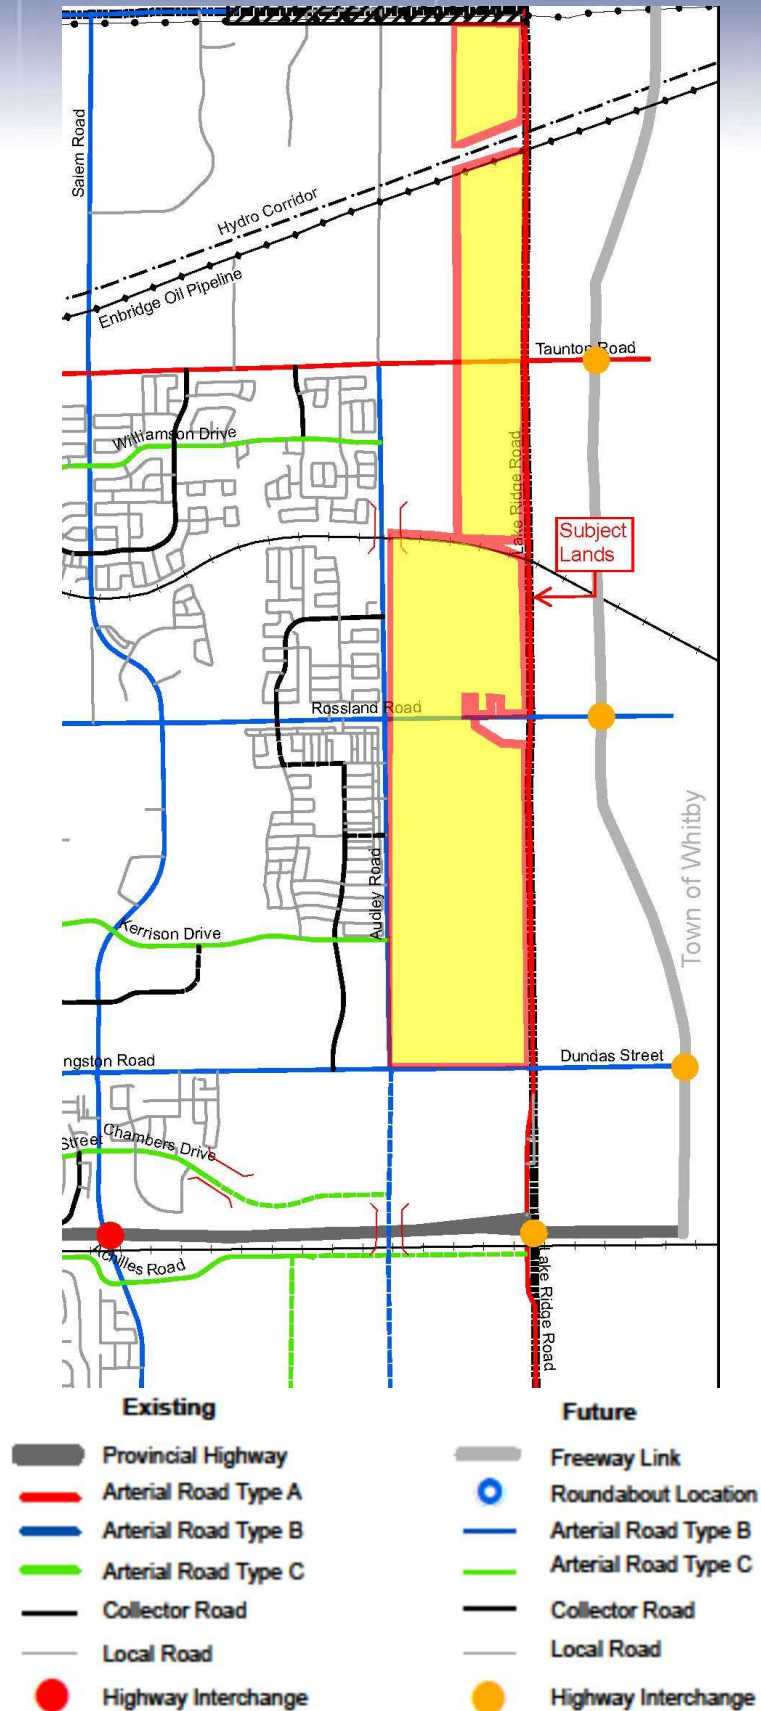 Salem Road
Hydro Corridor
Enbridge Oil Pipeline
Taunton Road
Williamson Drive
Lake Ridge Road
Subject
Lands
Rossland Road
Town of Whitby
Audley Road
Kerrison Drive
ngston Road
Dundas Street
Street
Chambers Drive
Achilles Road
Lake Ridge Road
Existing
Provincial Highway
Arterial Road Type A
Arterial Road Type B
Arterial Road Type C
Collector Road
Local Road
Highway Interchange
Future
Freeway Link
Roundabout Location
Arterial Road Type B
Arterial Road Type C
Collector Road
Local Road
Highway Interchange